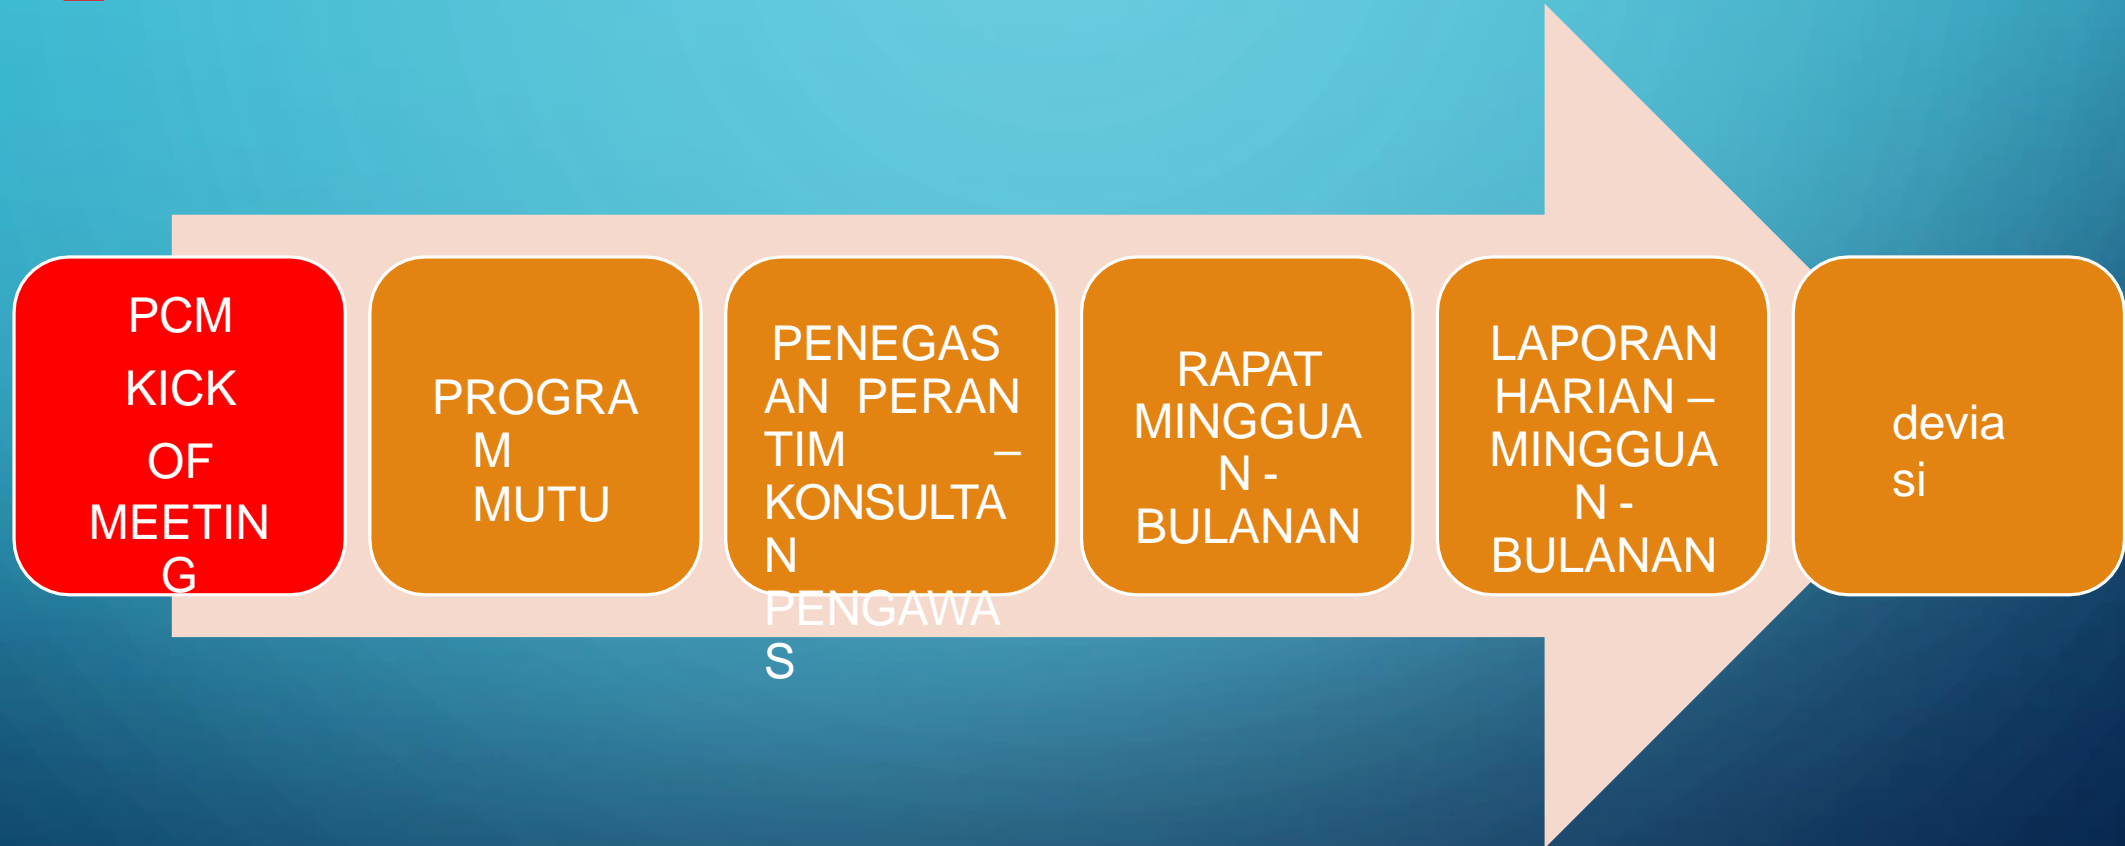 PCM
KICK
OF
MEETIN
G
PROGRA
M
MUTU
PENEGAS
AN PERAN
TIM –
KONSULTA
N
PENGAWA
S
RAPAT
MINGGUA
N -
BULANAN
LAPORAN
HARIAN –
MINGGUA
N -
BULANAN
devia
si